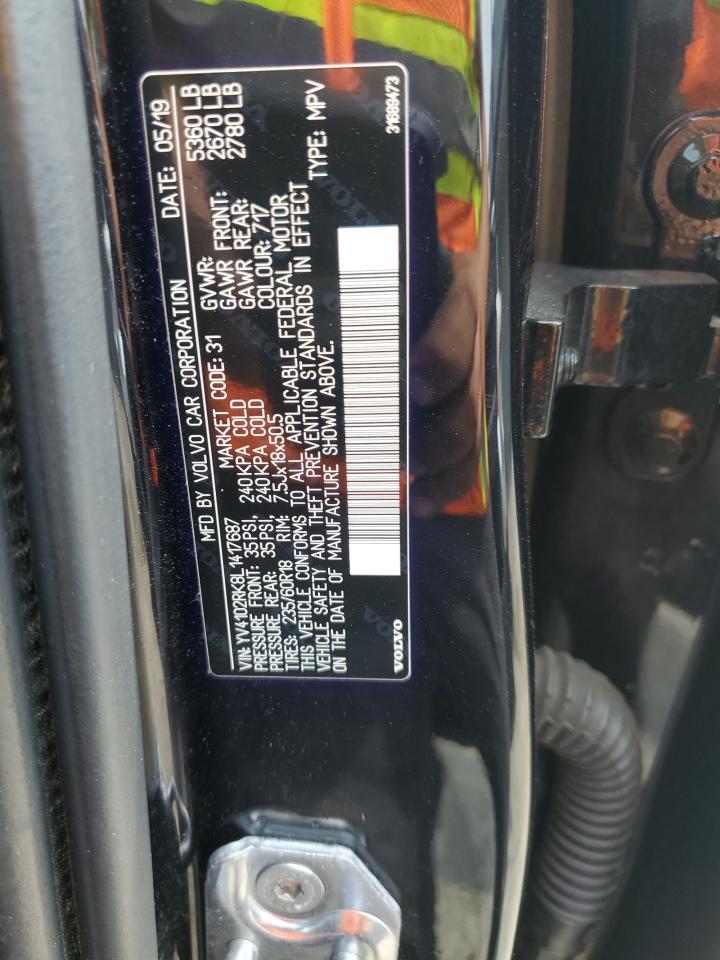 MFD BY VOLVO CAR CORPORATION DATE: 05/19
GVWR: 5360 LB
VIN: YV4102RK8L1417687 MARKET CODE: 31 GAWR FRONT: 2670 LB
PRESSURE FRONT: 35PSI, 240KPA COLD GAWR REAR: 2780 LB
PRESSURE REAR: 35PSI, 240KPA COLD COLOUR: 717
TIRES: 235/60R18 RIM: 7.5Jx18x50.5
THIS VEHICLE CONFORMS TO ALL APPLICABLE FEDERAL MOTOR
VEHICLE SAFETY AND THEFT PREVENTION STANDARDS IN EFFECT
ON THE DATE OF MANUFACTURE SHOWN ABOVE. TYPE: MPV
VOLVO 31689473